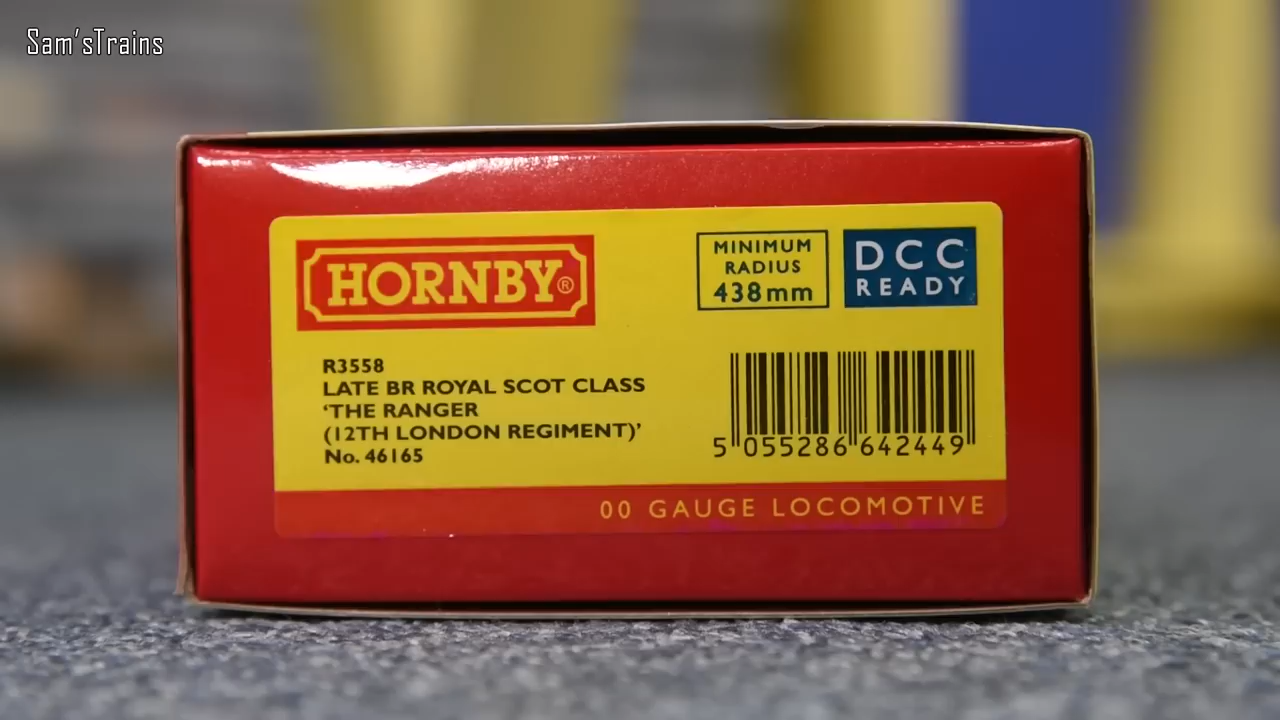 Sam'sTrains
HORNBY®
MINIMUM
RADIUS
438mm
DCC
READY
R3558
LATE BR ROYAL SCOT CLASS
‘THE RANGER
(12TH LONDON REGIMENT)’
No. 46165
5 055286 642449
00 GAUGE LOCOMOTIVE